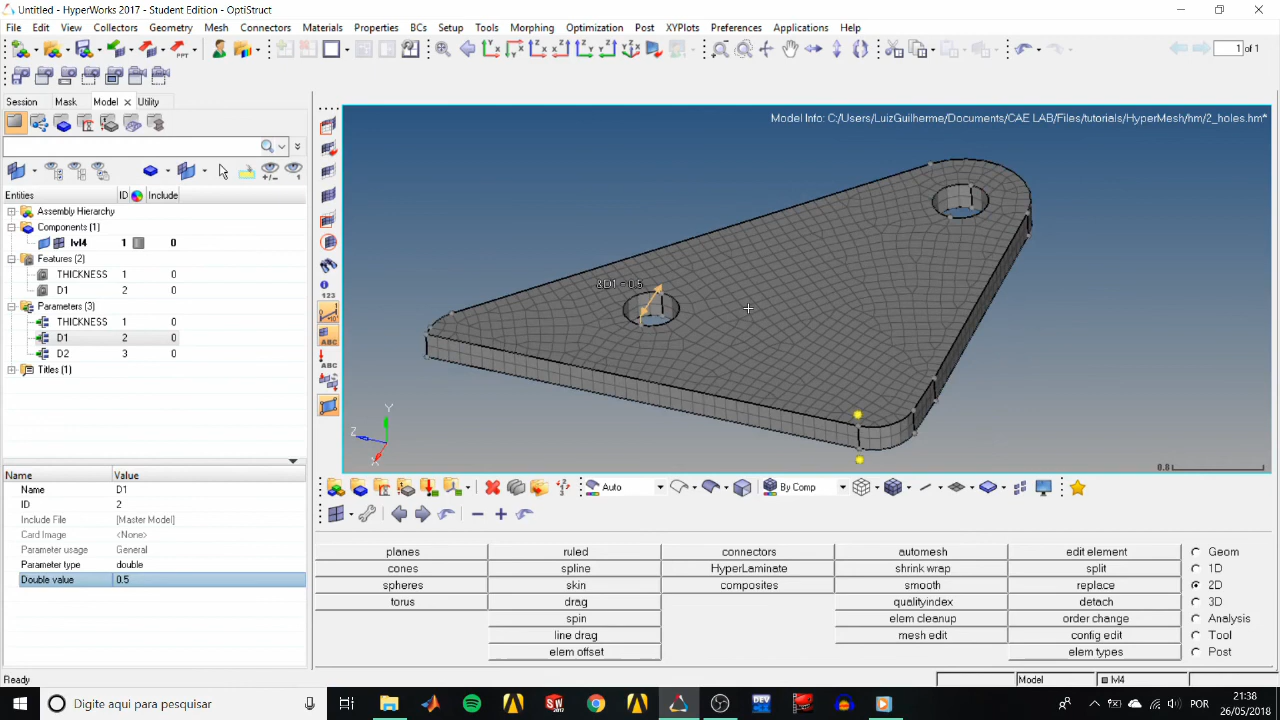 Untitled - HyperWorks 2017 - Student Edition - OptiStruct
File Edit View Collectors Geometry Mesh Connectors Materials Properties BCs Setup Tools Morphing Optimization Post XYPlots Preferences Applications Help
1 of 1
Session Mask Model Utility
Model Info: C:/Users/LuizGuilherme/Documents/CAE LAB/Files/tutorials/HyperMesh/hm/2_holes.hm*
Entities ID Include
Assembly Hierarchy
Components (1)
lvl4 1 0
Features (2)
THICKNESS 1 0
D1 2 0
Parameters (3)
THICKNESS 1 0
D1 2 0
D2 3 0
Titles (1)
123
ABC
ABC
Y
Z
X
0.8
Name Value
Name D1
ID 2
Include File [Master Model]
Card Image <None>
Parameter usage General
Parameter type double
Double value 0.5
Auto By Comp
planes ruled connectors automesh edit element Geom
cones spline HyperLaminate shrink wrap split 1D
spheres skin composites smooth replace 2D
torus drag qualityindex detach 3D
spin elem cleanup order change Analysis
line drag mesh edit config edit Tool
elem offset elem types Post
Ready Model lvl4
Digite aqui para pesquisar POR 21:38
26/05/2018